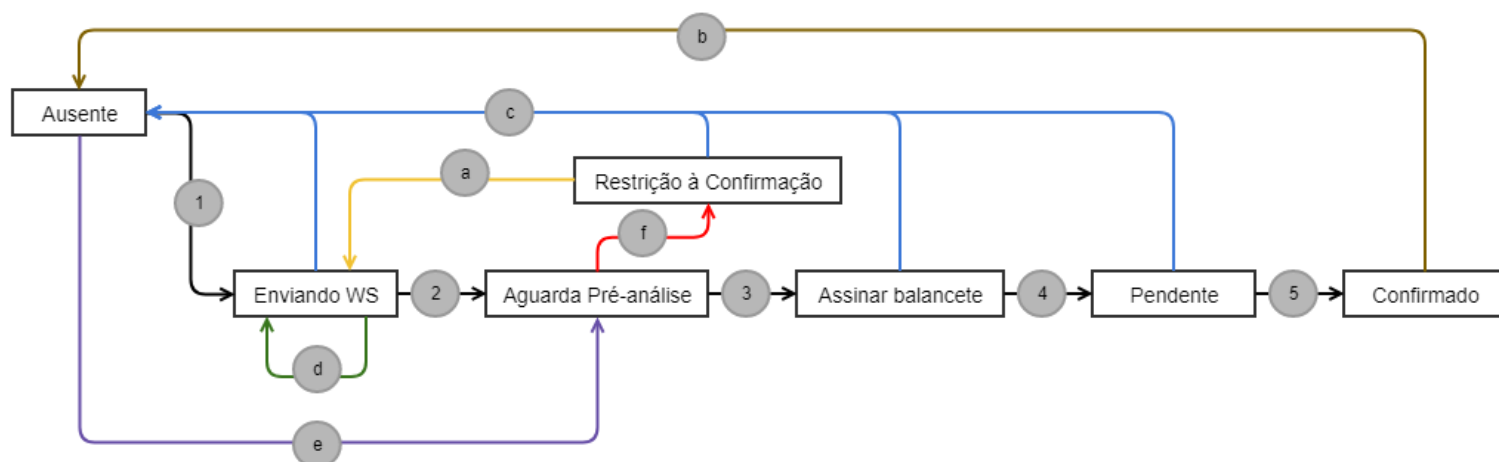 b
Ausente
c
a
Restrição à Confirmação
1
f
Enviando WS
2
Aguarda Pré-análise
3
Assinar balancete
4
Pendente
5
Confirmado
d
e